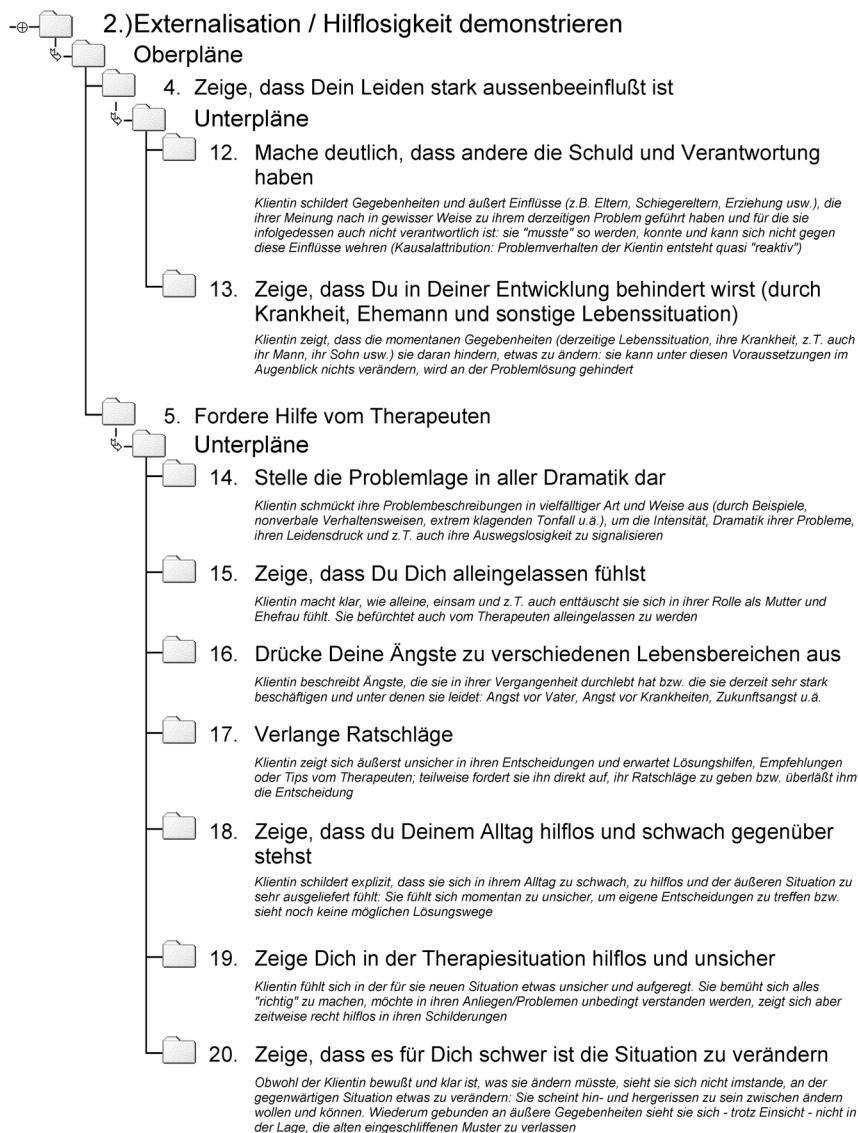 2.)Externalisation / Hilflosigkeit demonstrieren
Oberpläne
4. Zeige, dass Dein Leiden stark aussenbeeinflußt ist
Unterpläne
12. Mache deutlich, dass andere die Schuld und Verantwortung
haben
Klientin schildert Gegebenheiten und äußert Einflüsse (z.B. Eltern, Schiegereltern, Erziehung usw.), die
ihrer Meinung nach in gewisser Weise zu ihrem derzeitigen Problem geführt haben und für die sie
infolgedessen auch nicht verantwortlich ist: sie "musste" so werden, konnte und kann sich nicht gegen
diese Einflüsse wehren (Kausalattribution: Problemverhalten der Kientin entsteht quasi "reaktiv")
13. Zeige, dass Du in Deiner Entwicklung behindert wirst (durch
Krankheit, Ehemann und sonstige Lebenssituation)
Klientin zeigt, dass die momentanen Gegebenheiten (derzeitige Lebenssituation, ihre Krankheit, z.T. auch
ihr Mann, ihr Sohn usw.) sie daran hindern, etwas zu ändern: sie kann unter diesen Voraussetzungen im
Augenblick nichts verändern, wird an der Problemlösung gehindert
5. Fordere Hilfe vom Therapeuten
Unterpläne
14. Stelle die Problemlage in aller Dramatik dar
Klientin schmückt ihre Problembeschreibungen in vielfälltiger Art und Weise aus (durch Beispiele,
nonverbale Verhaltensweisen, extrem klagenden Tonfall u.ä.), um die Intensität, Dramatik ihrer Probleme,
ihren Leidensdruck und z.T. auch ihre Auswegslosigkeit zu signalisieren
15. Zeige, dass Du Dich alleingelassen fühlst
Klientin macht klar, wie alleine, einsam und z.T. auch enttäuscht sie sich in ihrer Rolle als Mutter und
Ehefrau fühlt. Sie befürchtet auch vom Therapeuten alleingelassen zu werden
16. Drücke Deine Ängste zu verschiedenen Lebensbereichen aus
Klientin beschreibt Ängste, die sie in ihrer Vergangenheit durchlebt hat bzw. die sie derzeit sehr stark
beschäftigen und unter denen sie leidet: Angst vor Vater, Angst vor Krankheiten, Zukunftsangst u.ä.
17. Verlange Ratschläge
Klientin zeigt sich äußerst unsicher in ihren Entscheidungen und erwartet Lösungshilfen, Empfehlungen
oder Tips vom Therapeuten; teilweise fordert sie ihn direkt auf, ihr Ratschläge zu geben bzw. überläßt ihm
die Entscheidung
18. Zeige, dass du Deinem Alltag hilflos und schwach gegenüber
stehst
Klientin schildert explizit, dass sie sich in ihrem Alltag zu schwach, zu hilflos und der äußeren Situation zu
sehr ausgeliefert fühlt: Sie fühlt sich momentan zu unsicher, um eigene Entscheidungen zu treffen bzw.
sieht noch keine möglichen Lösungswege
19. Zeige Dich in der Therapiesituation hilflos und unsicher
Klientin fühlt sich in der für sie neuen Situation etwas unsicher und aufgeregt. Sie bemüht sich alles
"richtig" zu machen, möchte in ihren Anliegen/Problemen unbedingt verstanden werden, zeigt sich aber
zeitweise recht hilflos in ihren Schilderungen
20. Zeige, dass es für Dich schwer ist die Situation zu verändern
Obwohl der Klientin bewußt und klar ist, was sie ändern müsste, sieht sie sich nicht imstande, an der
gegenwärtigen Situation etwas zu verändern: Sie scheint hin- und hergerissen zu sein zwischen ändern
wollen und können. Wiederum gebunden an äußere Gegebenheiten sieht sie sich - trotz Einsicht - nicht in
der Lage, die alten eingeschliffenen Muster zu verlassen